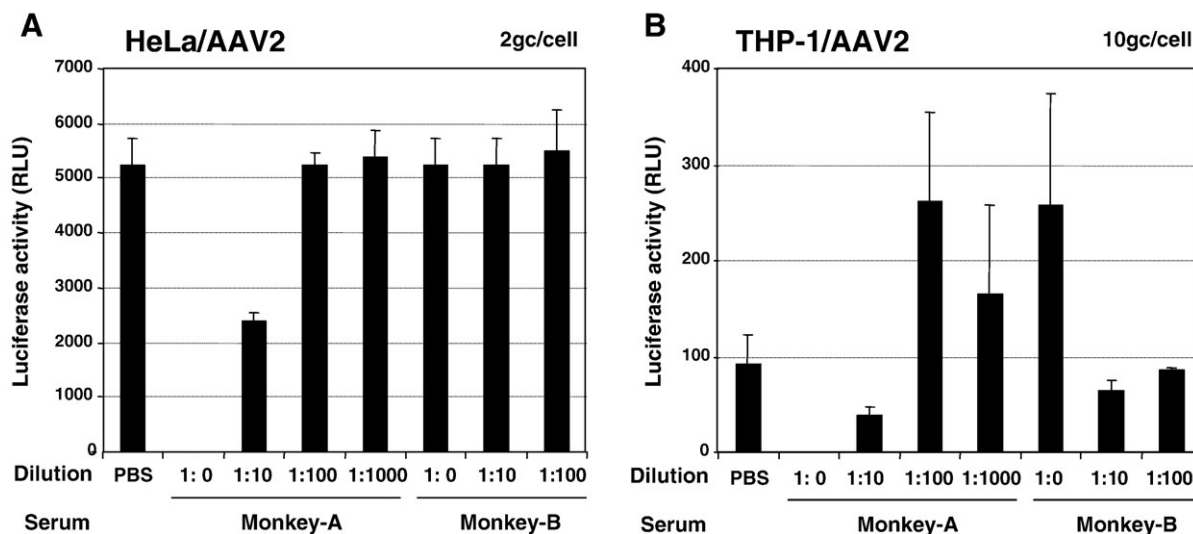 A
HeLa/AAV2
2gc/cell
Luciferase activity (RLU)
7000
6000
5000
4000
3000
2000
1000
0
Dilution PBS 1: 0 1:10 1:100 1:1000 1: 0 1:10 1:100
Serum Monkey-A Monkey-B
B
THP-1/AAV2
10gc/cell
Luciferase activity (RLU)
400
300
200
100
0
Dilution PBS 1: 0 1:10 1:100 1:1000 1:0 1:10 1:100
Serum Monkey-A Monkey-B